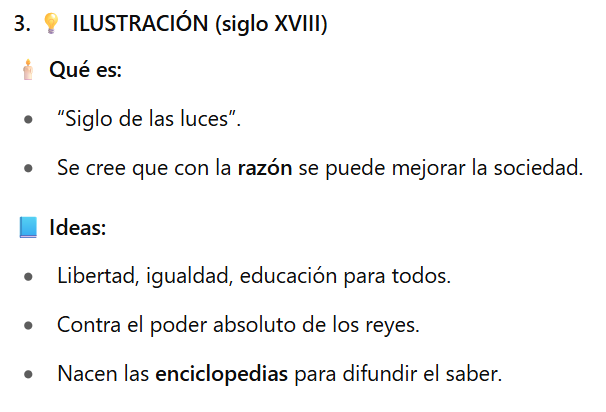 3. 💡 ILUSTRACIÓN (siglo XVIII)
🕯️ Qué es:
• “Siglo de las luces”.
• Se cree que con la razón se puede mejorar la sociedad.
📘 Ideas:
• Libertad, igualdad, educación para todos.
• Contra el poder absoluto de los reyes.
• Nacen las enciclopedias para difundir el saber.